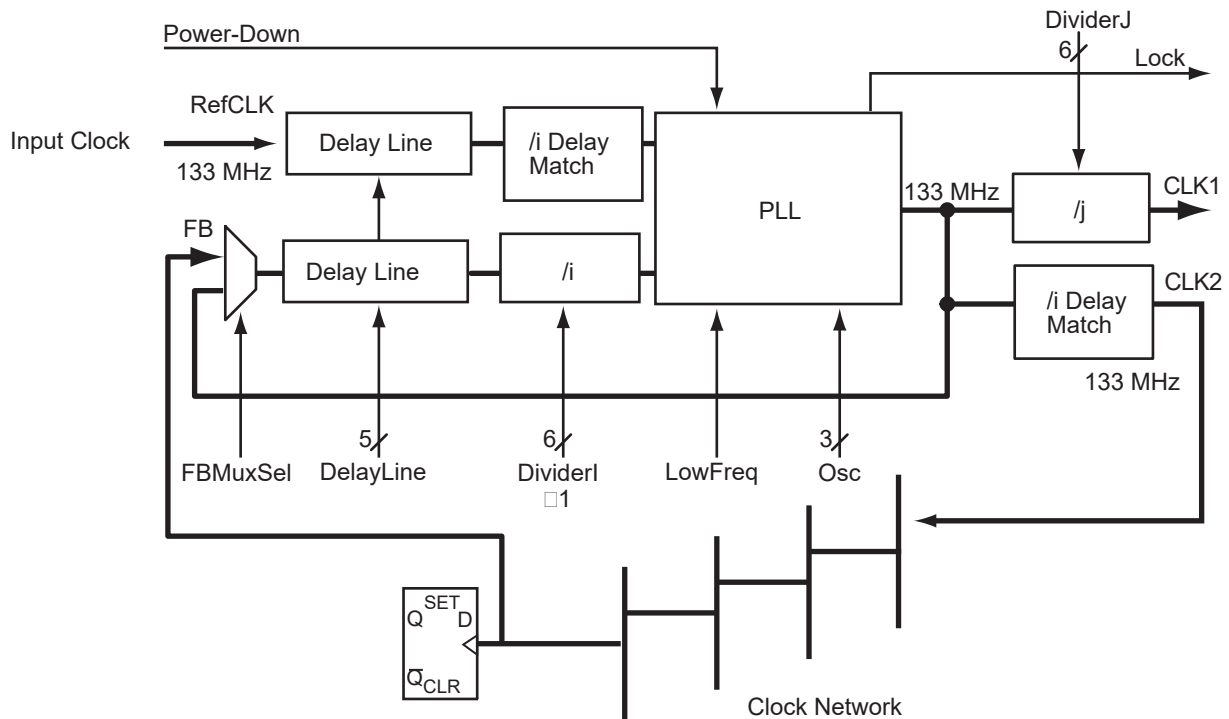 Power-Down
DividerJ
6
Lock
RefCLK
Input Clock
133 MHz
Delay Line
/i Delay
Match
PLL
133 MHz
/j
CLK1
FB
Delay Line
/i
/i Delay
Match
CLK2
133 MHz
5
6
3
FBMuxSel
DelayLine
DividerI
□1
LowFreq
Osc
SET
Q
D
Q̅
CLR
Clock Network